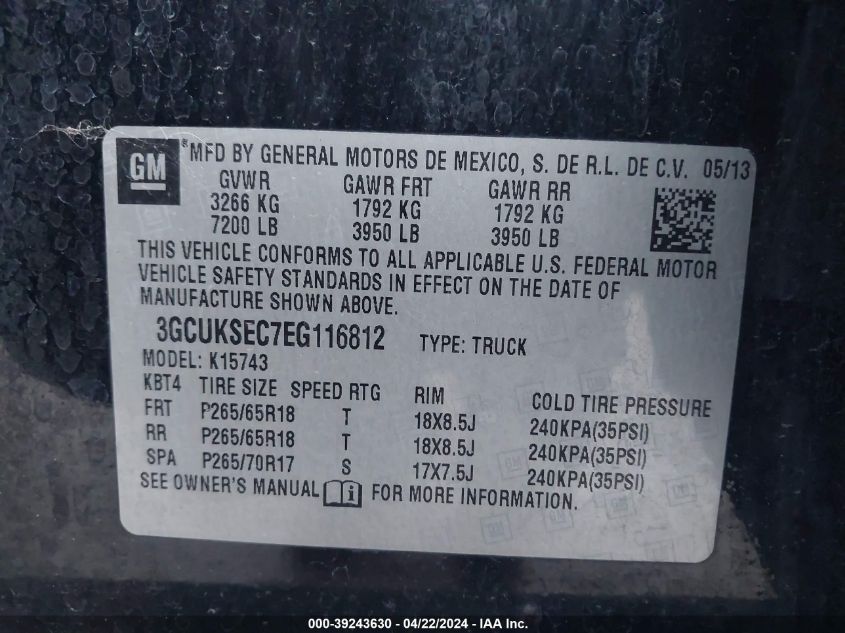 GM ®MFD BY GENERAL MOTORS DE MEXICO, S. DE R.L. DE C.V. 05/13
GVWR GAWR FRT GAWR RR
3266 KG 1792 KG 1792 KG
7200 LB 3950 LB 3950 LB
THIS VEHICLE CONFORMS TO ALL APPLICABLE U.S. FEDERAL MOTOR
VEHICLE SAFETY STANDARDS IN EFFECT ON THE DATE OF
MANUFACTURE SHOWN ABOVE.
3GCUKSEC7EG116812 TYPE: TRUCK
MODEL: K15743
KBT4 TIRE SIZE SPEED RTG RIM COLD TIRE PRESSURE
FRT P265/65R18 T 18X8.5J 240KPA(35PSI)
RR P265/65R18 T 18X8.5J 240KPA(35PSI)
SPA P265/70R17 S 17X7.5J 240KPA(35PSI)
SEE OWNER'S MANUAL FOR MORE INFORMATION.
000-39243630 - 04/22/2024 - IAA Inc.